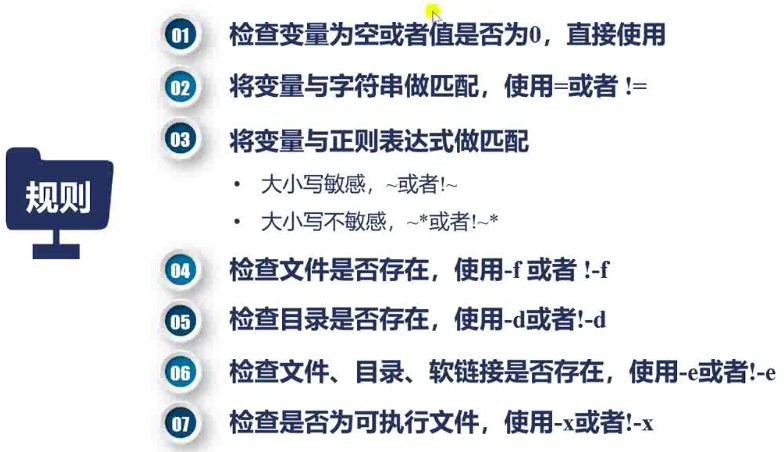 规则
01 检查变量为空或者值是否为0，直接使用
02 将变量与字符串做匹配，使用=或者 !=
03 将变量与正则表达式做匹配
• 大小写敏感，~或者!~
• 大小写不敏感，~*或者!~*
04 检查文件是否存在，使用-f 或者 !-f
05 检查目录是否存在，使用-d或者!-d
06 检查文件、目录、软链接是否存在，使用-e或者!-e
07 检查是否为可执行文件，使用-x或者!-x